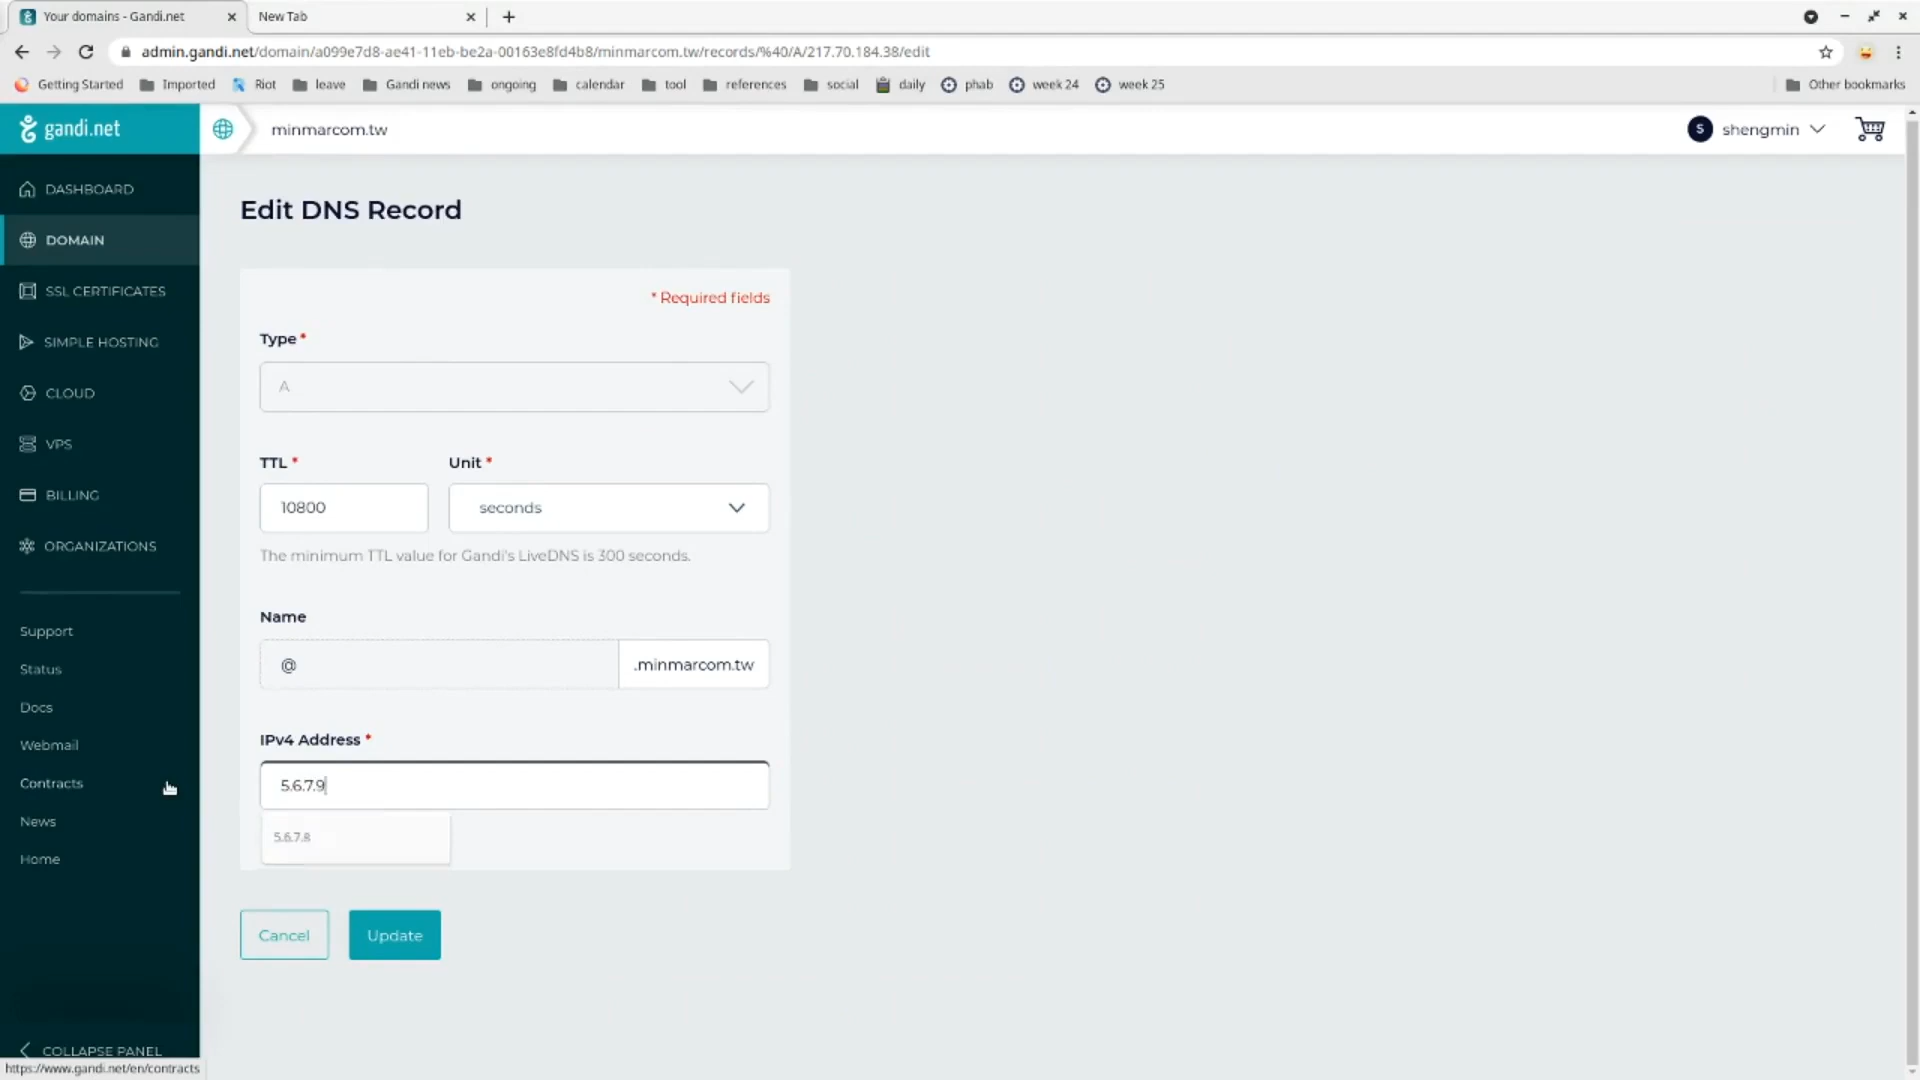 Your domains - Gandi.net
New Tab
admin.gandi.net/domain/a099e7d8-ae41-11eb-be2a-00163e8fd4b8/minmarcom.tw/records/%40/A/217.70.184.38/edit
Getting Started Imported Riot leave Gandi news ongoing calendar tool references social daily phab week 24 week 25 Other bookmarks
gandi.net
minmarcom.tw
S shengmin
DASHBOARD
DOMAIN
SSL CERTIFICATES
SIMPLE HOSTING
CLOUD
VPS
BILLING
ORGANIZATIONS
Support
Status
Docs
Webmail
Contracts
News
Home
COLLAPSE PANEL
https://www.gandi.net/en/contracts
Edit DNS Record
* Required fields
Type *
A
TTL * Unit *
10800 seconds
The minimum TTL value for Gandi's LiveDNS is 300 seconds.
Name
@ .minmarcom.tw
IPv4 Address *
5.6.7.9
5.6.7.8
Cancel Update